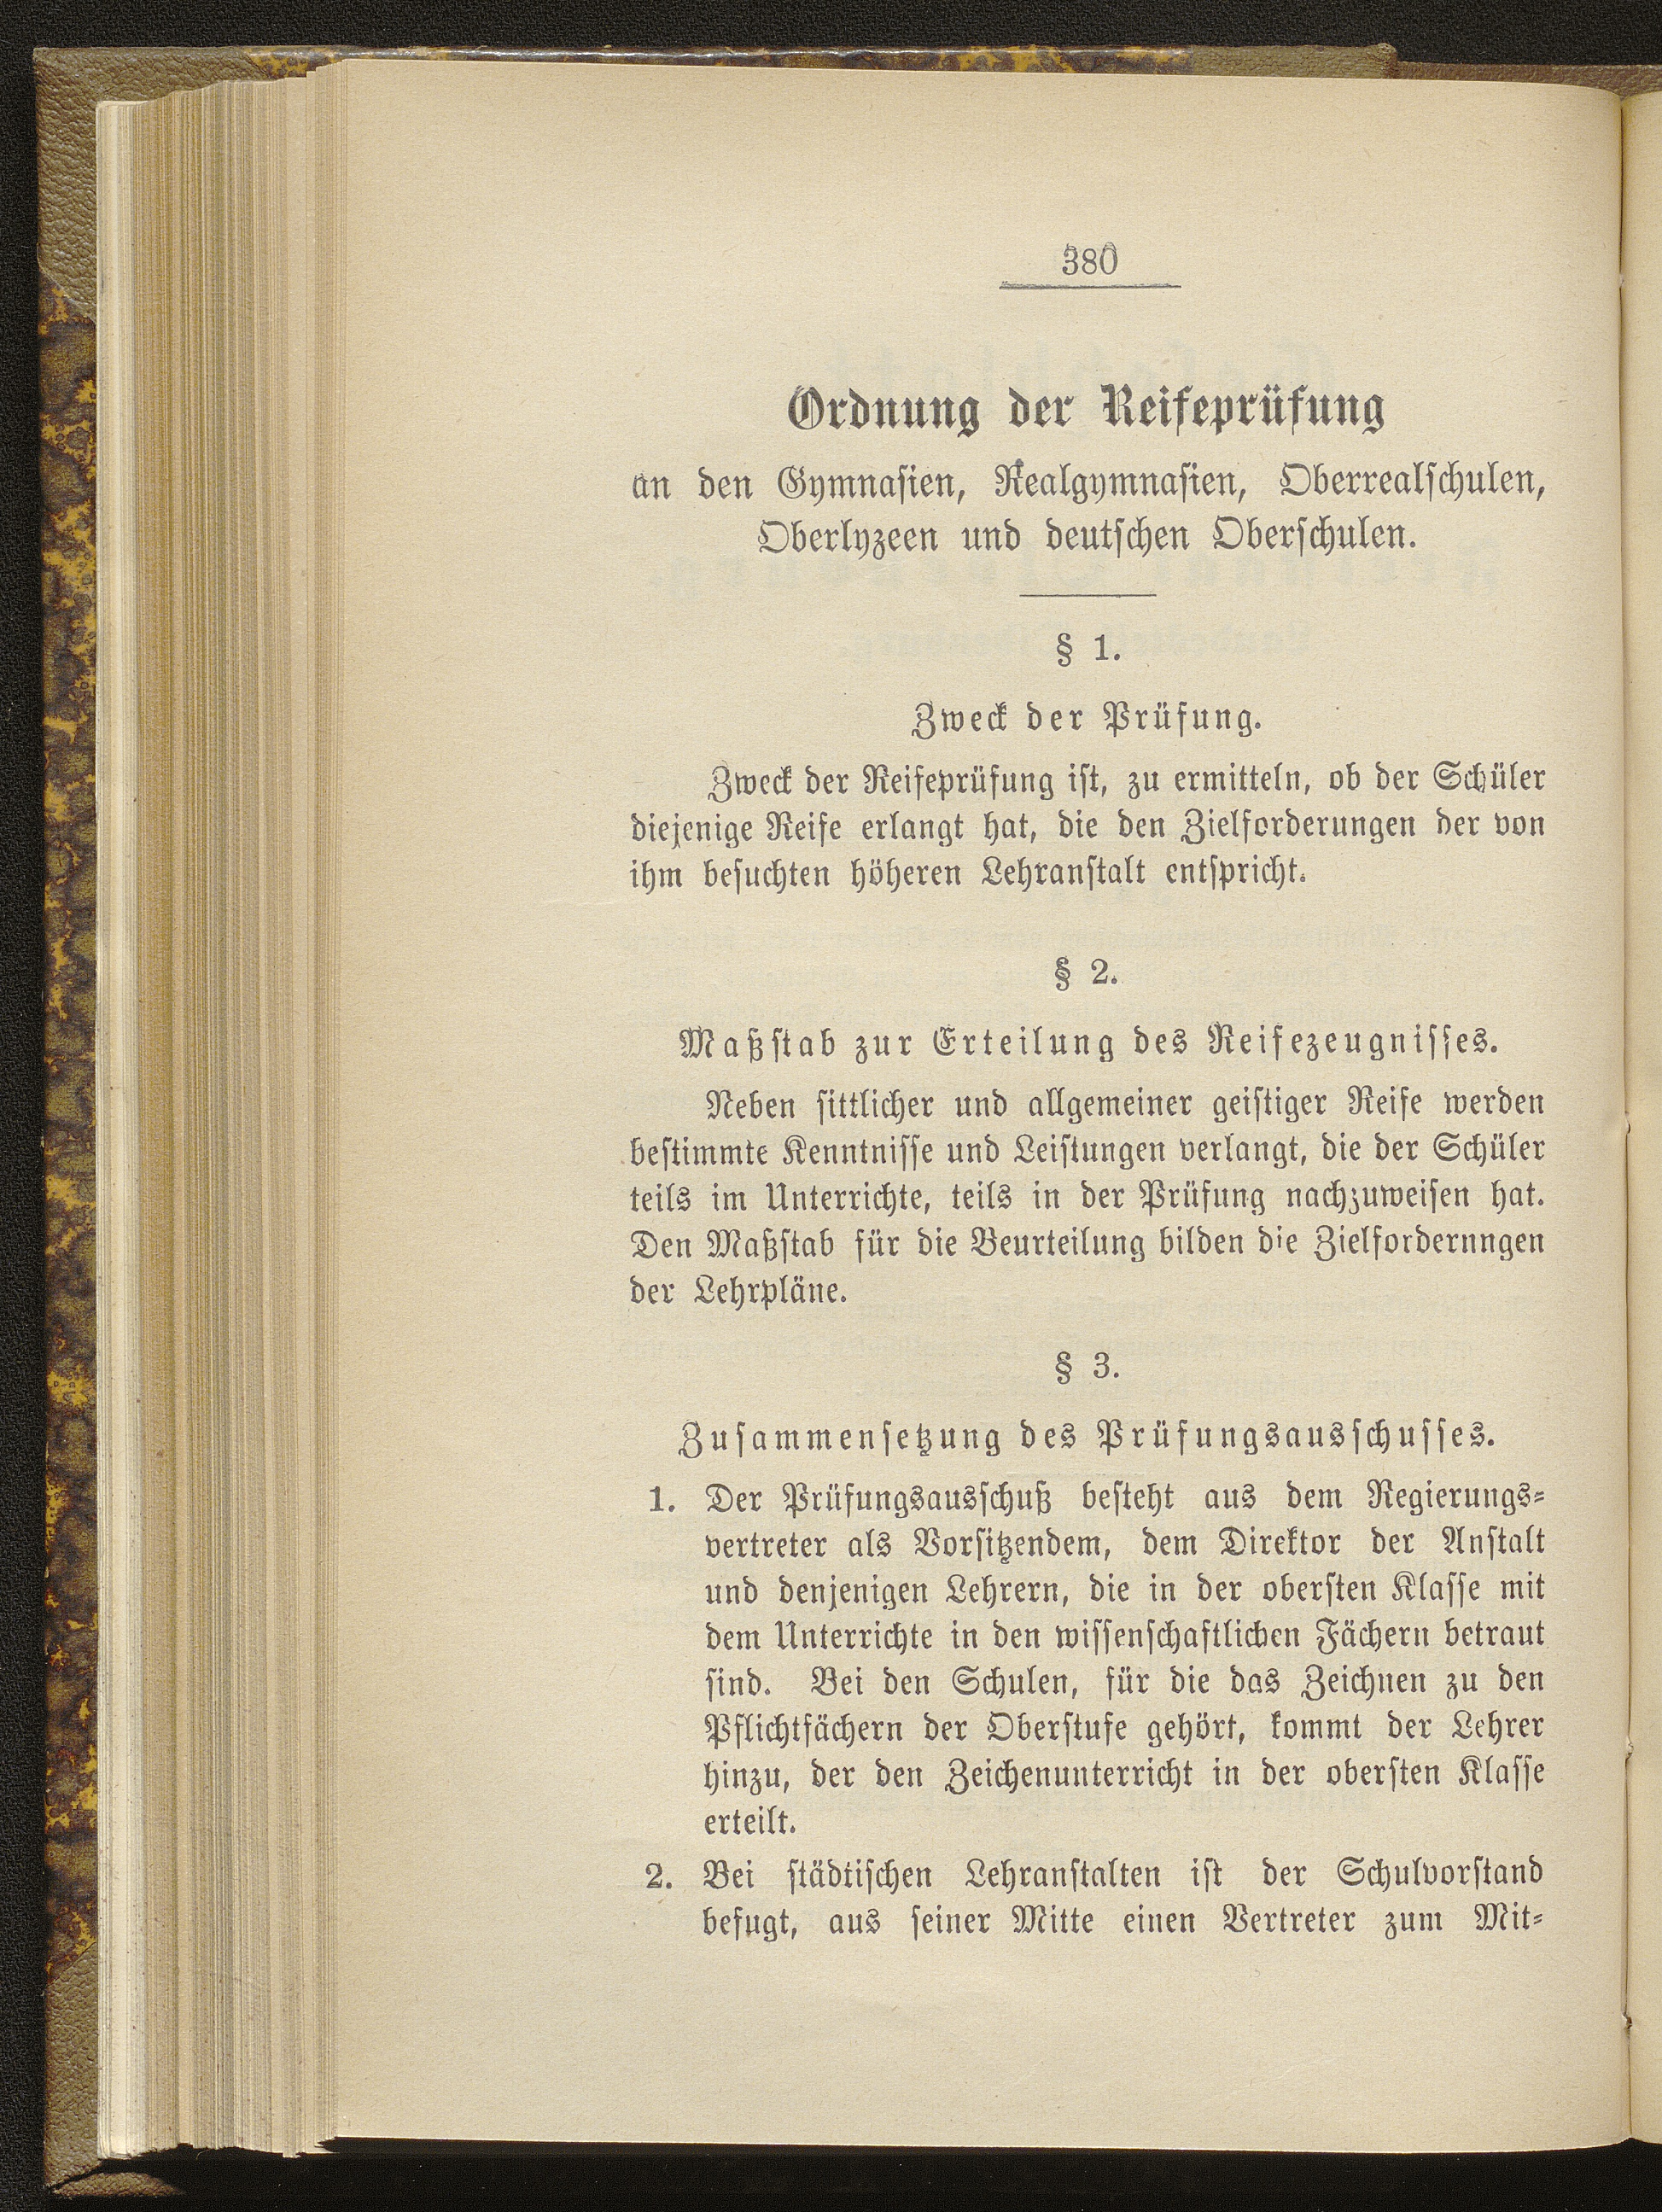 380
Ordnung der Reifeprüfung
an den Gymnasien, Realgymnasien, Oberrealschulen,
Oberlyzeen und deutschen Oberschulen.
§ 1.
Zweck der Prüfung.
Zweck der Reifeprüfung ist, zu ermitteln, ob der Schüler
diejenige Reife erlangt hat, die den Zielforderungen der von
ihm besuchten höheren Lehranstalt entspricht.
§ 2.
Maßstab zur Erteilung des Reifezeugnisses.
Neben sittlicher und allgemeiner geistiger Reife werden
bestimmte Kenntnisse und Leistungen verlangt, die der Schüler
teils im Unterrichte, teils in der Prüfung nachzuweisen hat.
Den Maßstab für die Beurteilung bilden die Zielfordernngen
der Lehrpläne.
§ 3.
Zusammensetzung des Prüfungsausschusses.
1. Der Prüfungsausschuß besteht aus dem Regierungs-
vertreter als Vorsitzendem, dem Direktor der Anstalt
und denjenigen Lehrern, die in der obersten Klasse mit
dem Unterrichte in den wissenschaftlichen Fächern betraut
sind. Bei den Schulen, für die das Zeichnen zu den
Pflichtfächern der Oberstufe gehört, kommt der Lehrer
hinzu, der den Zeichenunterricht in der obersten Klasse
erteilt.
2. Bei städtischen Lehranstalten ist der Schulvorstand
befugt, aus seiner Mitte einen Vertreter zum Mit-